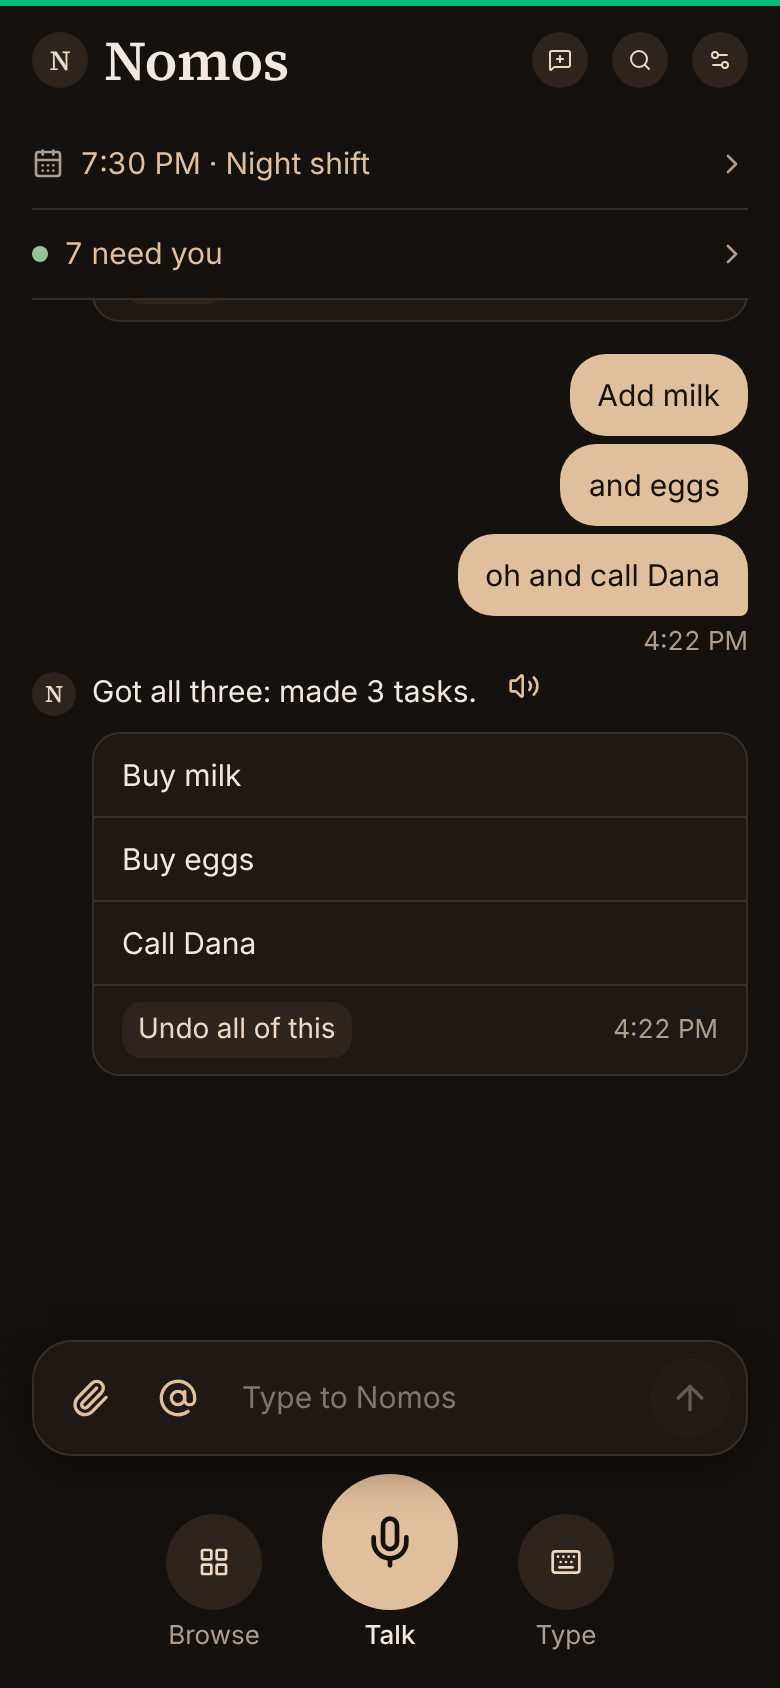 N Nomos
7:30 PM · Night shift
7 need you
Add milk
and eggs
oh and call Dana
4:22 PM
N Got all three: made 3 tasks.
Buy milk
Buy eggs
Call Dana
Undo all of this 4:22 PM
Type to Nomos
Browse Talk Type